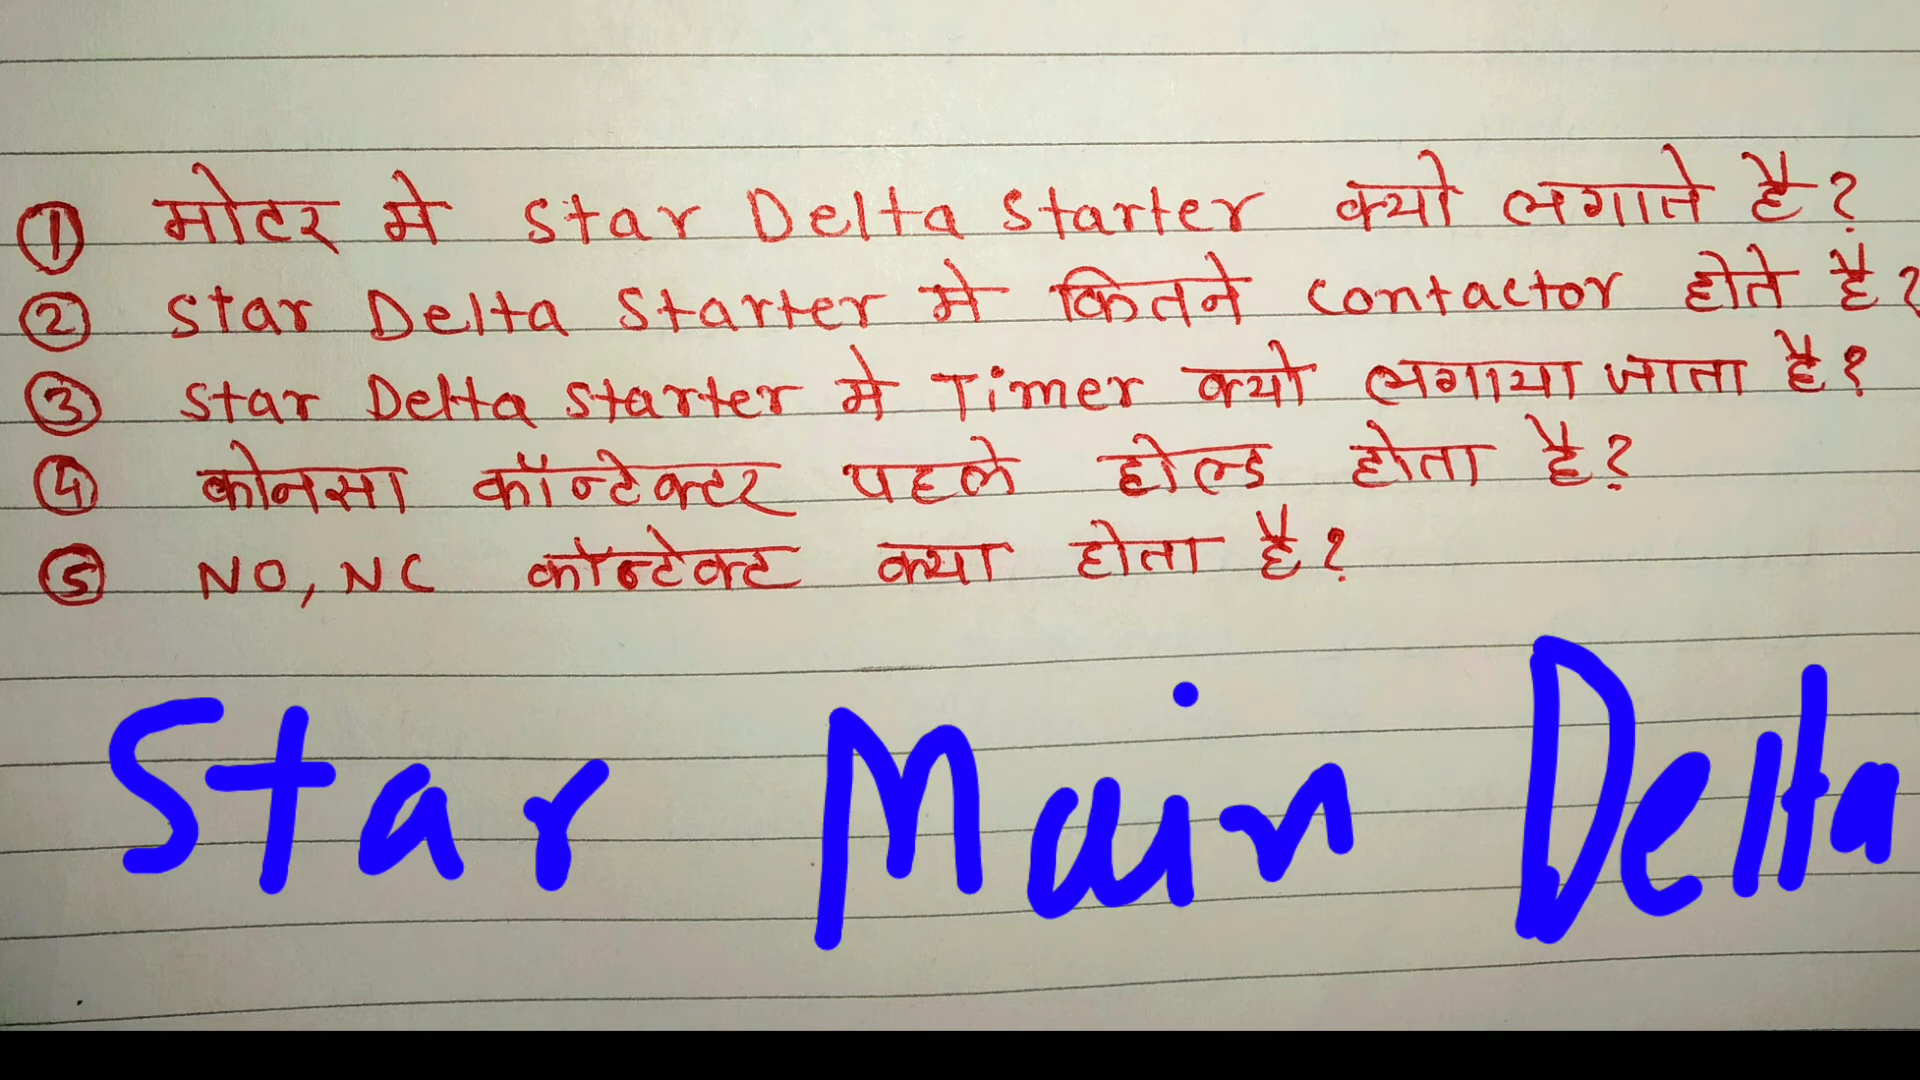 ① मोटर मे Star Delta Starter क्यो लगाते है?
② Star Delta Starter मे कितने Contactor होते है?
③ Star Delta Starter मे Timer क्यो लगाया जाता है?
④ कोनसा कॉन्टेक्टर पहले होल्ड होता है?
⑤ NO, NC कॉन्टेक्ट क्या होता है?
Star Main Delta